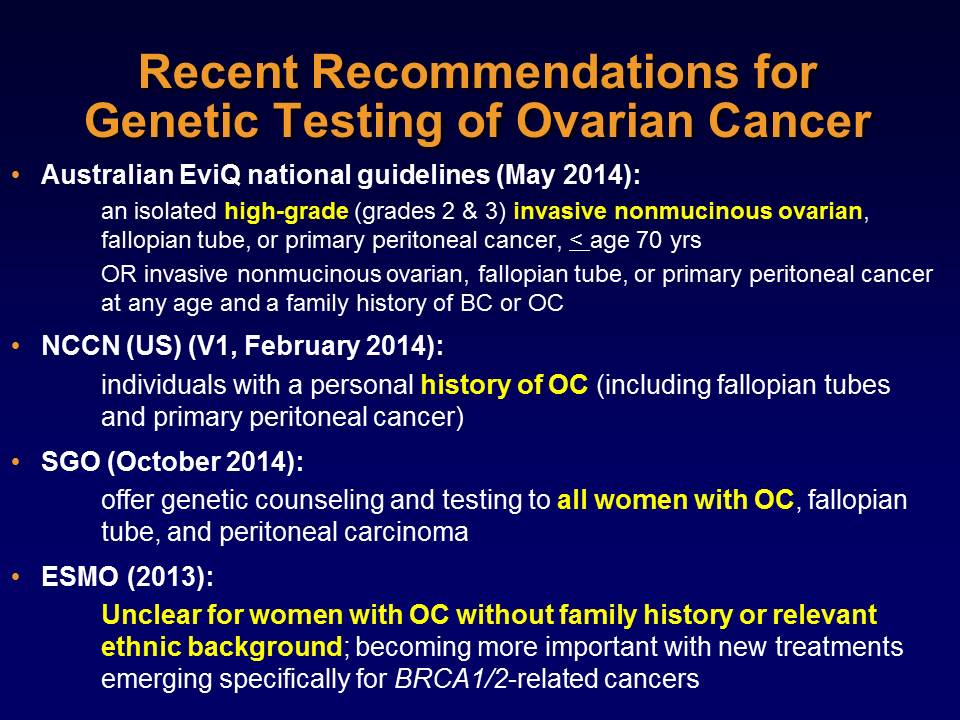 Recent Recommendations for
Genetic Testing of Ovarian Cancer
• Australian EviQ national guidelines (May 2014):
an isolated high-grade (grades 2 & 3) invasive nonmucinous ovarian,
fallopian tube, or primary peritoneal cancer, < age 70 yrs
OR invasive nonmucinous ovarian, fallopian tube, or primary peritoneal cancer
at any age and a family history of BC or OC
• NCCN (US) (V1, February 2014):
individuals with a personal history of OC (including fallopian tubes
and primary peritoneal cancer)
• SGO (October 2014):
offer genetic counseling and testing to all women with OC, fallopian
tube, and peritoneal carcinoma
• ESMO (2013):
Unclear for women with OC without family history or relevant
ethnic background; becoming more important with new treatments
emerging specifically for BRCA1/2-related cancers